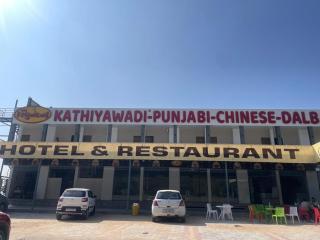 KATHIYAWADI-PUNJABI-CHINESE-DALB
HOTEL & RESTAURANT